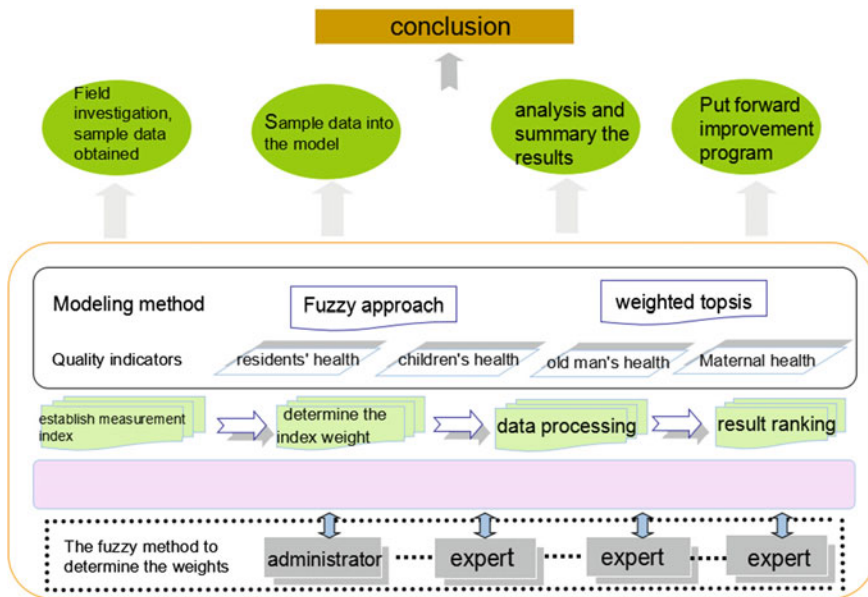 conclusion
Field
investigation,
sample data
obtained
Sample data into
the model
analysis and
summary the
results
Put forward
improvement
program
Modeling method
Fuzzy approach
weighted topsis
Quality indicators
residents' health
children's health
old man's health
Maternal health
establish measurement
index
determine the
index weight
data processing
result ranking
The fuzzy method to
determine the weights
administrator
expert
expert
expert